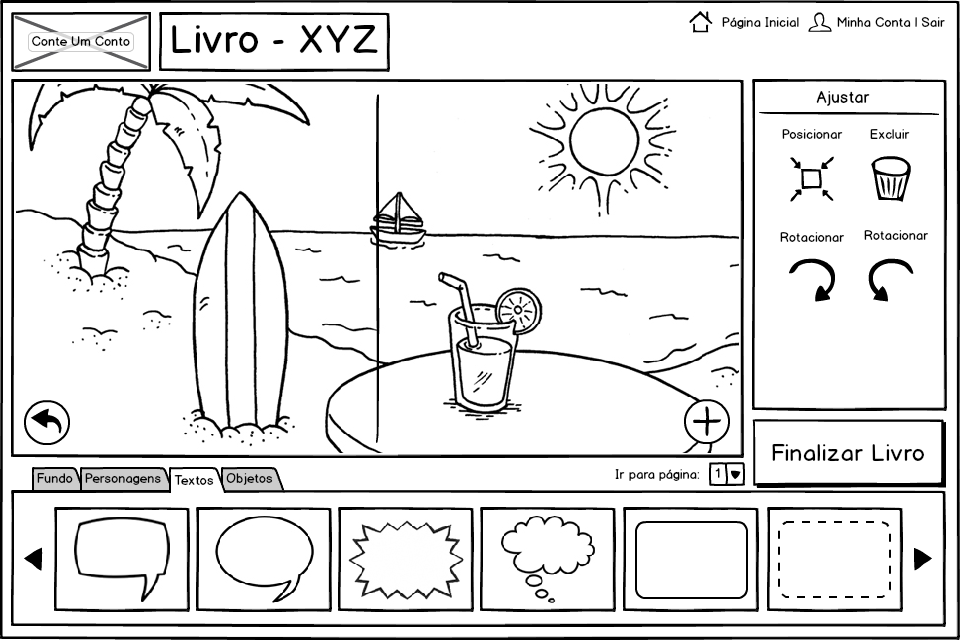 Conte Um Conto
Livro - XYZ
Página Inicial
Minha Conta | Sair
Ajustar
Posicionar
Excluir
Rotacionar
Rotacionar
Finalizar Livro
Ir para página: 1
Fundo
Personagens
Textos
Objetos